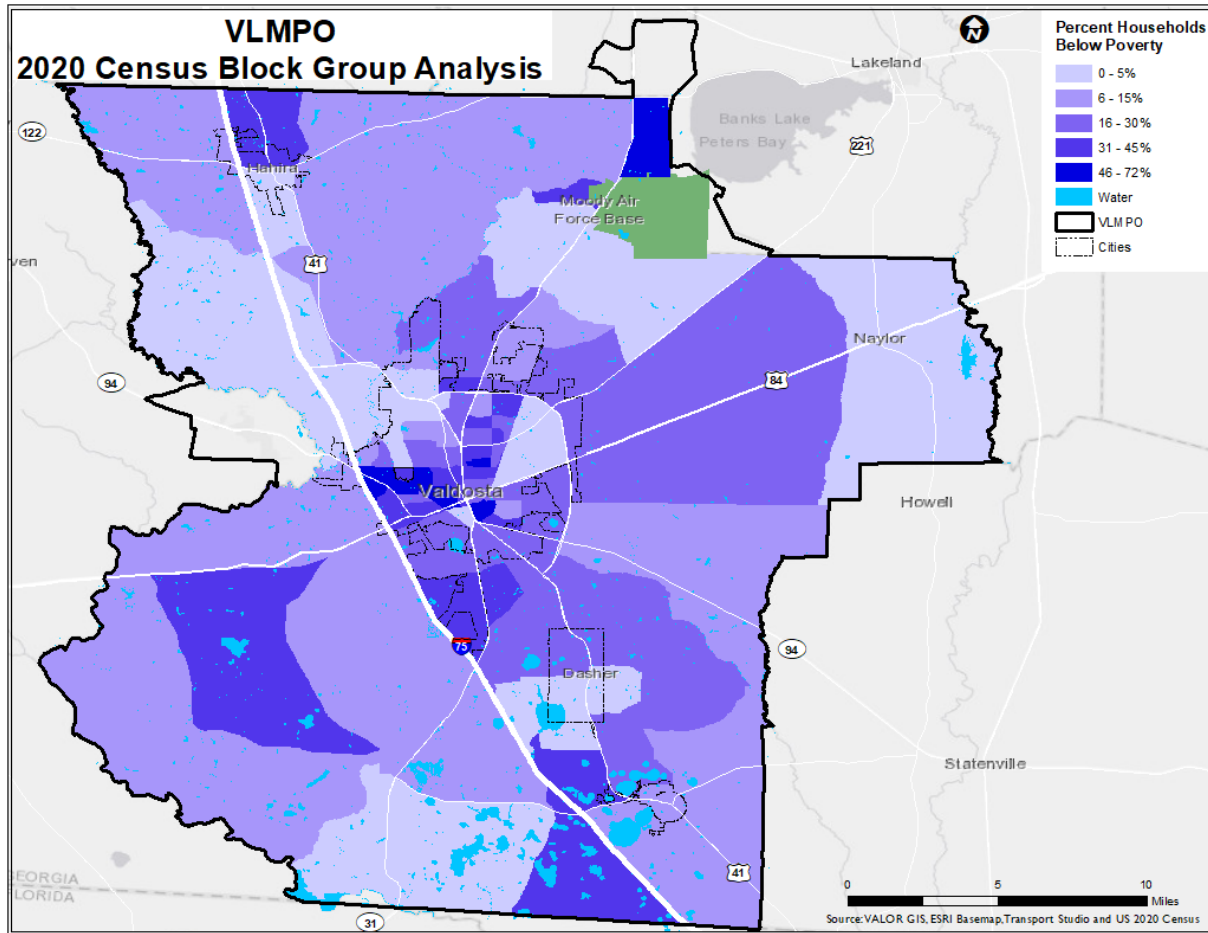 VLMPO
2020 Census Block Group Analysis
N
Percent Households
Below Poverty
0 - 5%
6 - 15%
16 - 30%
31 - 45%
46 - 72%
Water
VLMPO
Cities
Lakeland
122
Banks Lake
Peters Bay
221
Hahira
Moody Air
Force Base
ven
41
Naylor
94
84
Valdosta
Howell
75
94
Dasher
Statenville
41
GEORGIA
FLORIDA
31
0
5
10
Miles
Source:VALOR GIS, ESRI Basemap,Transport Studio and US 2020 Census